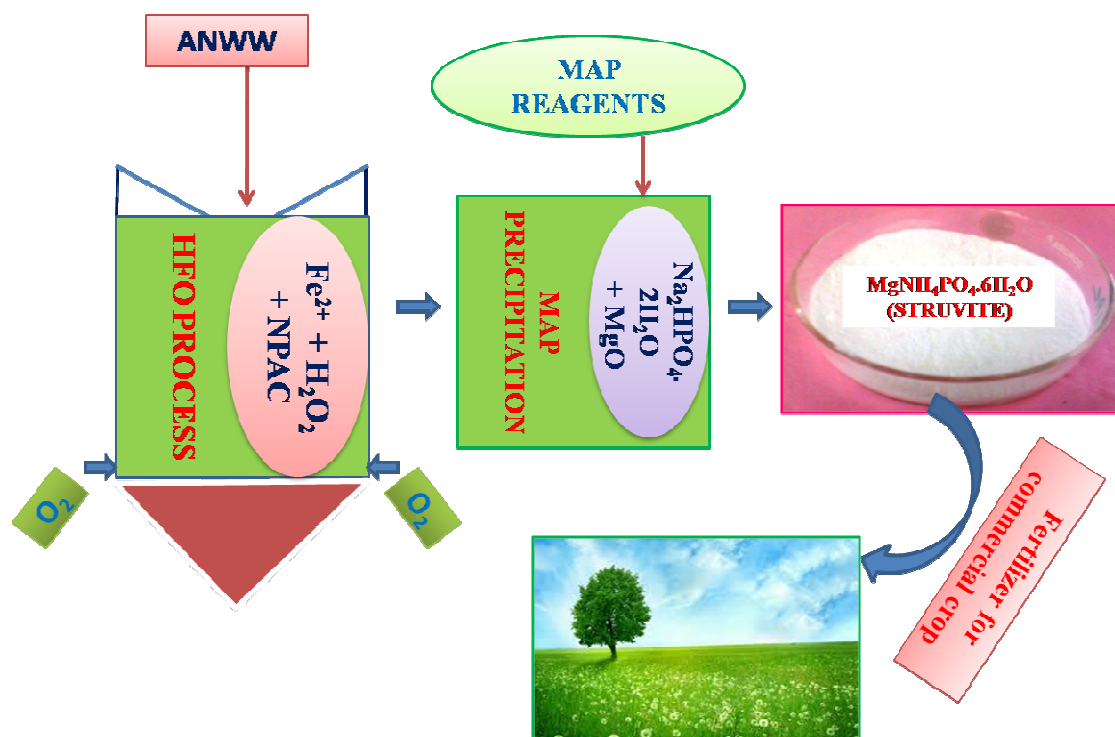 ANWW
MAP
REAGENTS
HFO PROCESS
Fe²⁺ + H₂O₂
+ NPAC
MAP
PRECIPITATION
Na₂HPO₄.
2H₂O
+ MgO
MgNH₄PO₄.6H₂O
(STRUVITE)
O₂
O₂
Fertilizer for
commercial crop